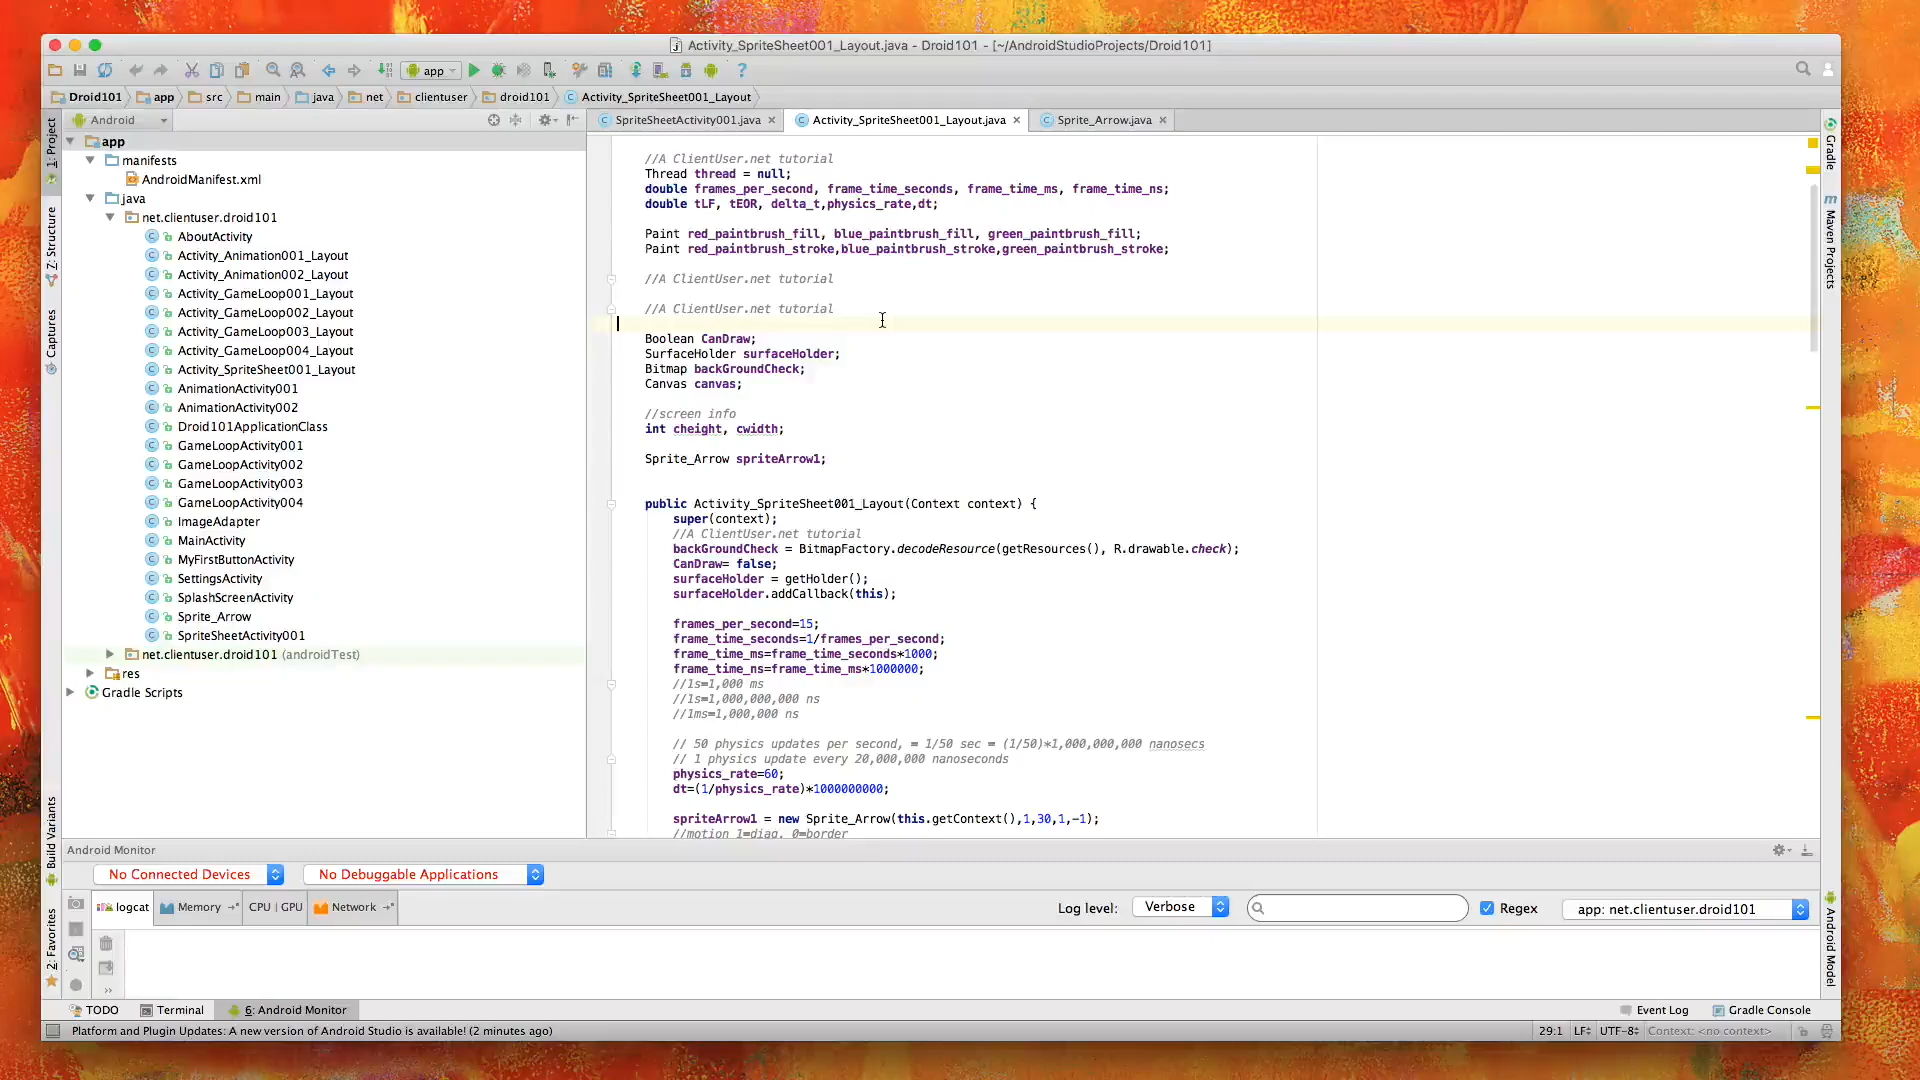 Activity_SpriteSheet001_Layout.java - Droid101 - [~/AndroidStudioProjects/Droid101]
app
Droid101 app src main java net clientuser droid101 Activity_SpriteSheet001_Layout
Android
SpriteSheetActivity001.java Activity_SpriteSheet001_Layout.java Sprite_Arrow.java
1: Project
Z: Structure
Captures
Build Variants
2: Favorites
app
manifests
AndroidManifest.xml
java
net.clientuser.droid101
AboutActivity
Activity_Animation001_Layout
Activity_Animation002_Layout
Activity_GameLoop001_Layout
Activity_GameLoop002_Layout
Activity_GameLoop003_Layout
Activity_GameLoop004_Layout
Activity_SpriteSheet001_Layout
AnimationActivity001
AnimationActivity002
Droid101ApplicationClass
GameLoopActivity001
GameLoopActivity002
GameLoopActivity003
GameLoopActivity004
ImageAdapter
MainActivity
MyFirstButtonActivity
SettingsActivity
SplashScreenActivity
Sprite_Arrow
SpriteSheetActivity001
net.clientuser.droid101 (androidTest)
res
Gradle Scripts
//A ClientUser.net tutorial
Thread thread = null;
double frames_per_second, frame_time_seconds, frame_time_ms, frame_time_ns;
double tLF, tEOR, delta_t,physics_rate,dt;
Paint red_paintbrush_fill, blue_paintbrush_fill, green_paintbrush_fill;
Paint red_paintbrush_stroke,blue_paintbrush_stroke,green_paintbrush_stroke;
//A ClientUser.net tutorial
//A ClientUser.net tutorial
Boolean CanDraw;
SurfaceHolder surfaceHolder;
Bitmap backGroundCheck;
Canvas canvas;
//screen info
int cheight, cwidth;
Sprite_Arrow spriteArrow1;
public Activity_SpriteSheet001_Layout(Context context) {
super(context);
//A ClientUser.net tutorial
backGroundCheck = BitmapFactory.decodeResource(getResources(), R.drawable.check);
CanDraw= false;
surfaceHolder = getHolder();
surfaceHolder.addCallback(this);
frames_per_second=15;
frame_time_seconds=1/frames_per_second;
frame_time_ms=frame_time_seconds*1000;
frame_time_ns=frame_time_ms*1000000;
//1s=1,000 ms
//1s=1,000,000,000 ns
//1ms=1,000,000 ns
// 50 physics updates per second, = 1/50 sec = (1/50)*1,000,000,000 nanosecs
// 1 physics update every 20,000,000 nanoseconds
physics_rate=60;
dt=(1/physics_rate)*1000000000;
spriteArrow1 = new Sprite_Arrow(this.getContext(),1,30,1,-1);
//motion 1=diag, 0=border
Gradle
m Maven Projects
Android Model
Android Monitor
No Connected Devices No Debuggable Applications
logcat Memory CPU | GPU Network Log level: Verbose Regex app: net.clientuser.droid101
TODO Terminal 6: Android Monitor Event Log Gradle Console
Platform and Plugin Updates: A new version of Android Studio is available! (2 minutes ago) 29:1 LF UTF-8 Context: <no context>